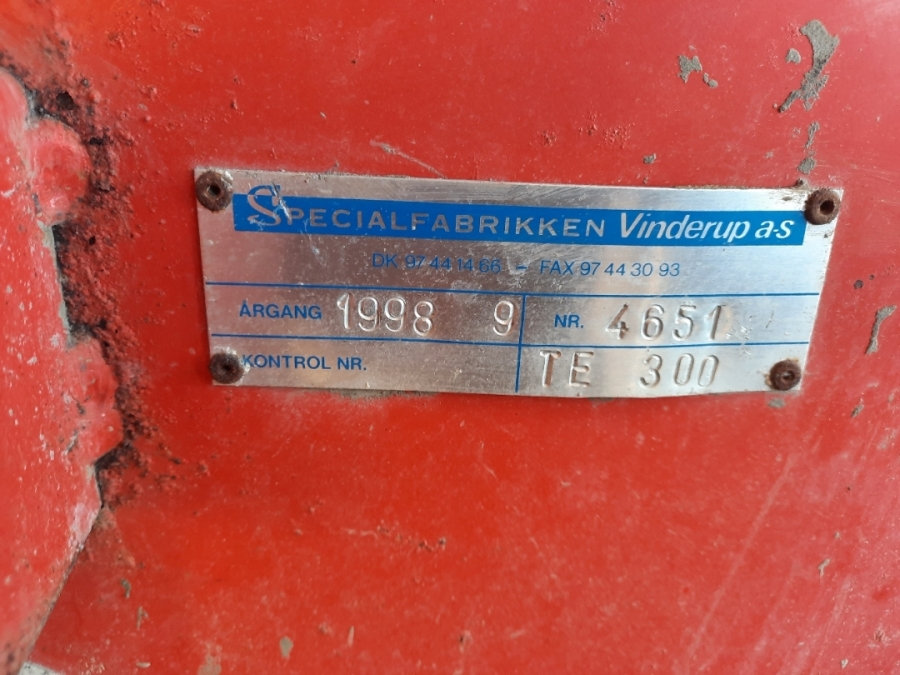 SPECIALFABRIKKEN Vinderup a-s
DK 97 44 14 66 – FAX 97 44 30 93
ÅRGANG 1998 9 NR. 4651
KONTROL NR. TE 300